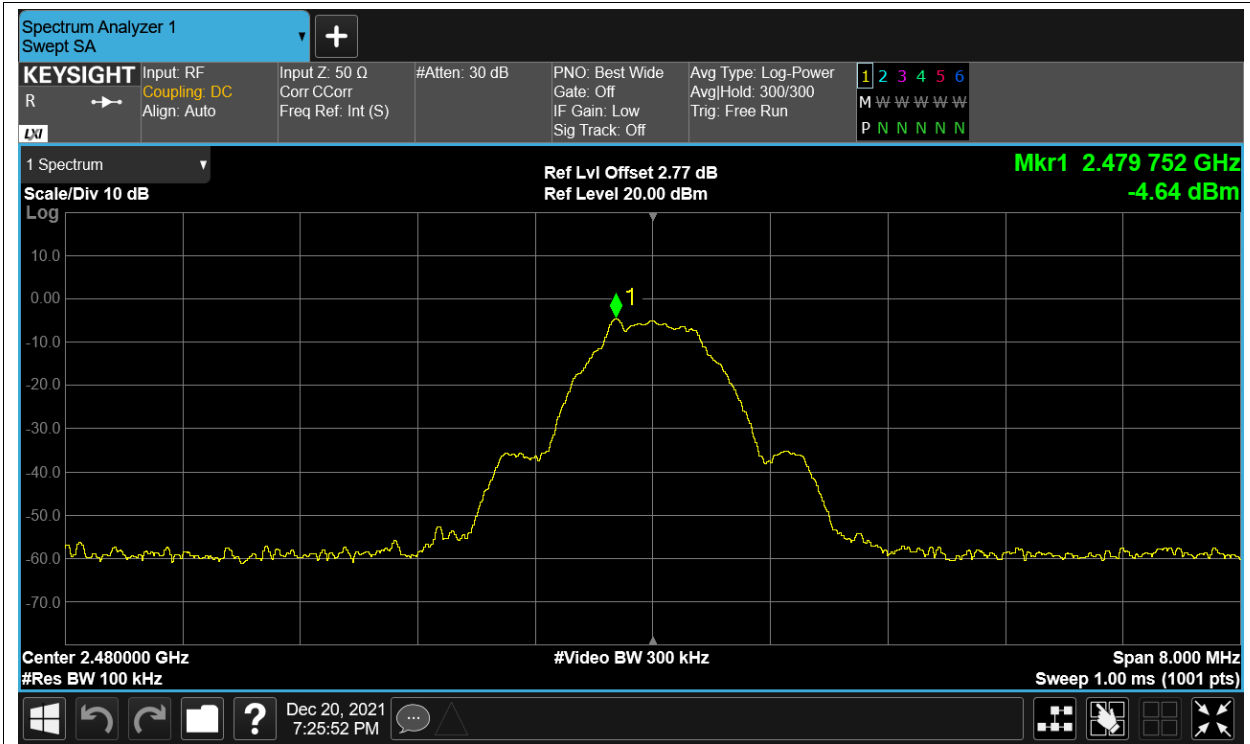 Spectrum Analyzer 1
Swept SA
KEYSIGHT
R
LXI
Input: RF
Coupling: DC
Align: Auto
Input Z: 50 Ω
Corr CCorr
Freq Ref: Int (S)
#Atten: 30 dB
PNO: Best Wide
Gate: Off
IF Gain: Low
Sig Track: Off
Avg Type: Log-Power
Avg|Hold: 300/300
Trig: Free Run
1 2 3 4 5 6
M W W W W W
P N N N N N
1 Spectrum
Scale/Div 10 dB
Log
Ref Lvl Offset 2.77 dB
Ref Level 20.00 dBm
Mkr1 2.479 752 GHz
-4.64 dBm
10.0
0.00
1
-10.0
-20.0
-30.0
-40.0
-50.0
-60.0
-70.0
Center 2.480000 GHz
#Res BW 100 kHz
#Video BW 300 kHz
Span 8.000 MHz
Sweep 1.00 ms (1001 pts)
?
Dec 20, 2021
7:25:52 PM